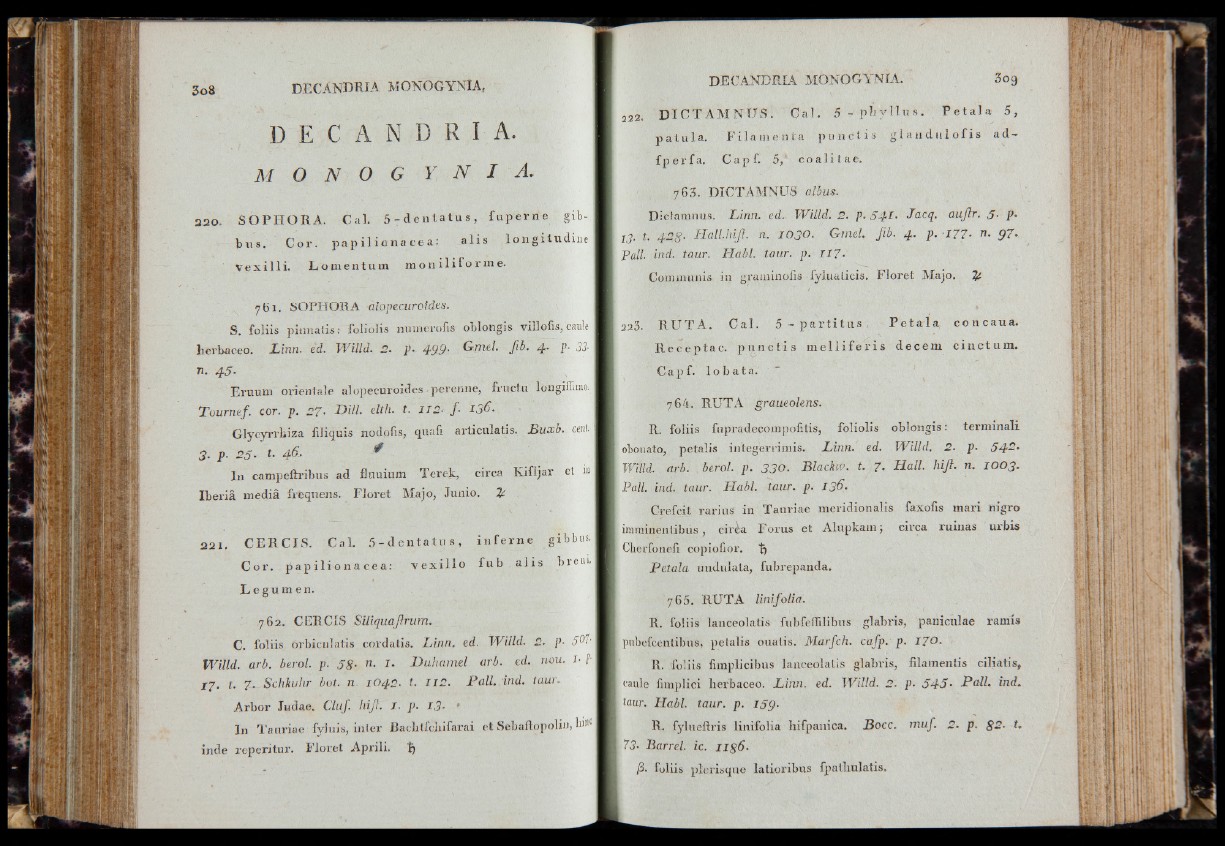 308 DECANDRIA MONOGYNIA.
DECANDRIA.
MONOGYNIA.
220. SOPHORA. Cal. 5-dentatus, ſuperne gib-
bus. Cor. papilionacea: alis longitudine
vexilli. Lomentum moniliforme.
761. SOPHORA alopecuroides.
S. foliis pinnatis: foliolis numeroſis oblongis villoſis, caule
herbaceo. Linn. ed. Willd. 2. p. 499. Gmel. ſib. 4. p. 33.
n. 45.
Eruum orientale alopecuroides perenne, fructu longiſſimo.
Tournef. cor. p. 27. Dill. elth. t. 112. f. 136.
Glycyrrhiza ſiliquis nodoſis, quaſi articulatis. Buxb. cent.
3. p. 25. t. 46.
In campeſtribus ad fluuium Terek, circa Kiſljar et in
Iberiâ mediâ frequens. Floret Majo, Junio. ♃
221. CERCIS. Cal. 5-dentatus, inferne gibbus.
Cor. papilionacea: vexillo ſub alis breui.
Legumen.
762. CERCIS Siliquaſtrum.
C. foliis orbiculatis cordatis. Linn. ed. Willd. 2. p. 507.
Willd. arb. berol. p. 58. n. 1. Duhamel arb. ed. nou. 1. p.
17. t. 7. Schkuhr bot. n. 1042. t. 112. Pall. ind. taur.
Arbor Judae. Cluſ. hiſt. 1. p. 13.
In Tauriae ſyluis, inter Bachtſchiſarai et Sebaſtopolin, hinc
inde reperitur. Floret Aprili. ♄
DECANDRIA MONOGYNIA. 309
222. DICTAMNUS. Cal. 5-phyllus. Petala 5,
patula. Filamenta punctis glanduloſis ad-
ſperſa. Capſ. 5, coalitae.
763. DICTAMNUS albus.
Dictamnus. Linn. ed. Willd. 2. p. 541. Jacq. auſtr. 5. p.
13. t. 428. Hall. hiſt. n. 1030. Gmel. ſib. 4. p. 177. n. 97.
Pall. ind. taur. Habl. taur. p. 117.
Communis in graminoſis ſyluaticis. Floret Majo. ♃
223. RUTA. Cal. 5-partitus. Petala concaua.
Receptac. punctis melliferis decem cinctum.
Capſ. lobata.
764. RUTA graueolens.
R. foliis ſupradecompoſitis, foliolis oblongis: terminali
obouato, petalis integerrimis. Linn. ed. Willd. 2. p. 542.
Willd. arb. berol. p. 330. Blackw. t. 7. Hall. hiſt. n. 1003.
Pall. ind. taur. Habl. taur. p. 136.
Creſcit rarius in Tauriae meridionalis ſaxoſis mari nigro
imminentibus, circa Forus et Alupkam; circa ruinas urbis
Cherſoneſi copioſior. ♄
Petala undulata, ſubrepanda.
765. RUTA linifolia.
R. foliis lanceolatis ſubſeſſilibus glabris, paniculae ramis
pubeſcentibus, petalis ouatis. Marſch. caſp. p. 170.
R. foliis ſimplicibus lanceolatis glabris, filamentis ciliatis,
caule ſimplici herbaceo. Linn. ed. Willd. 2. p. 545. Pall. ind.
taur. Habl. taur. p. 159.
R. ſylueſtris linifolia hiſpanica. Bocc. muſ. 2. p. 82. t.
73. Barrel. ic. 1186.
β. foliis plerisque latioribus ſpathulatis.